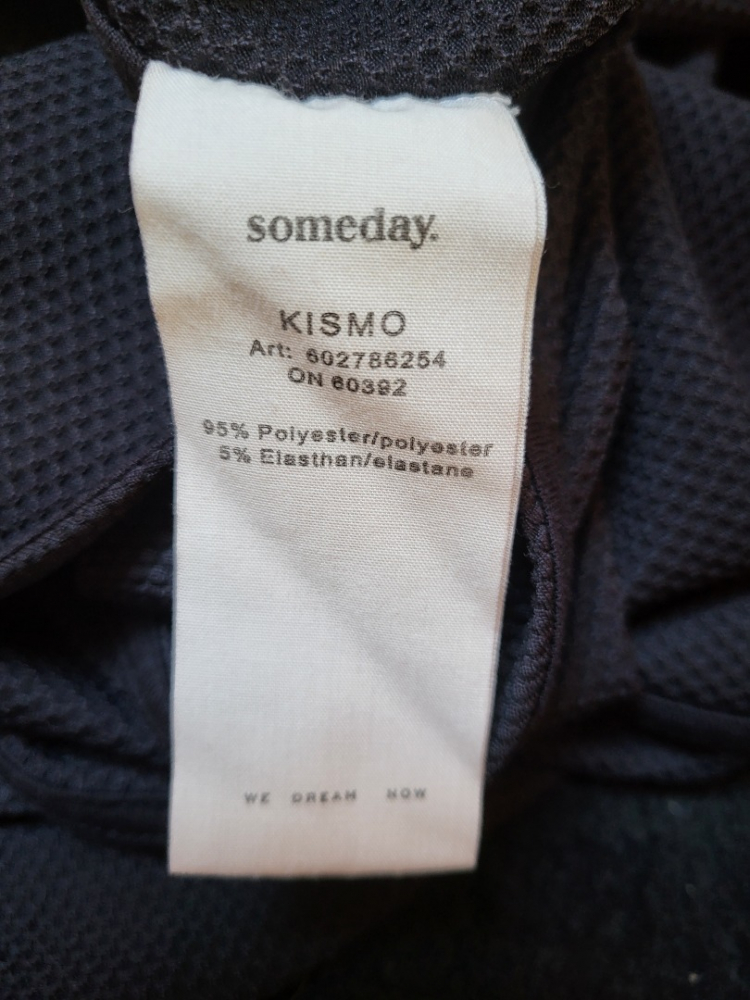 someday.
KISMO
Art: 602786254
ON 60392
95% Polyester/polyester
5% Elasthan/elastane
WE DREAM NOW